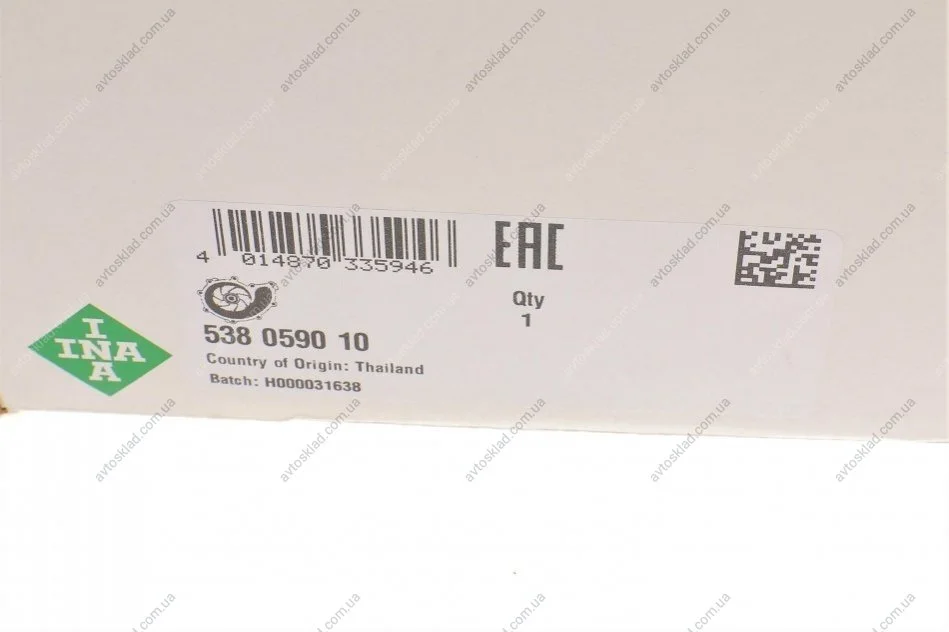 4 014870 335946
EAC
Qty
1
538 0590 10
Country of Origin: Thailand
Batch: H000031638
I
INA
A
avtosklad.com.ua